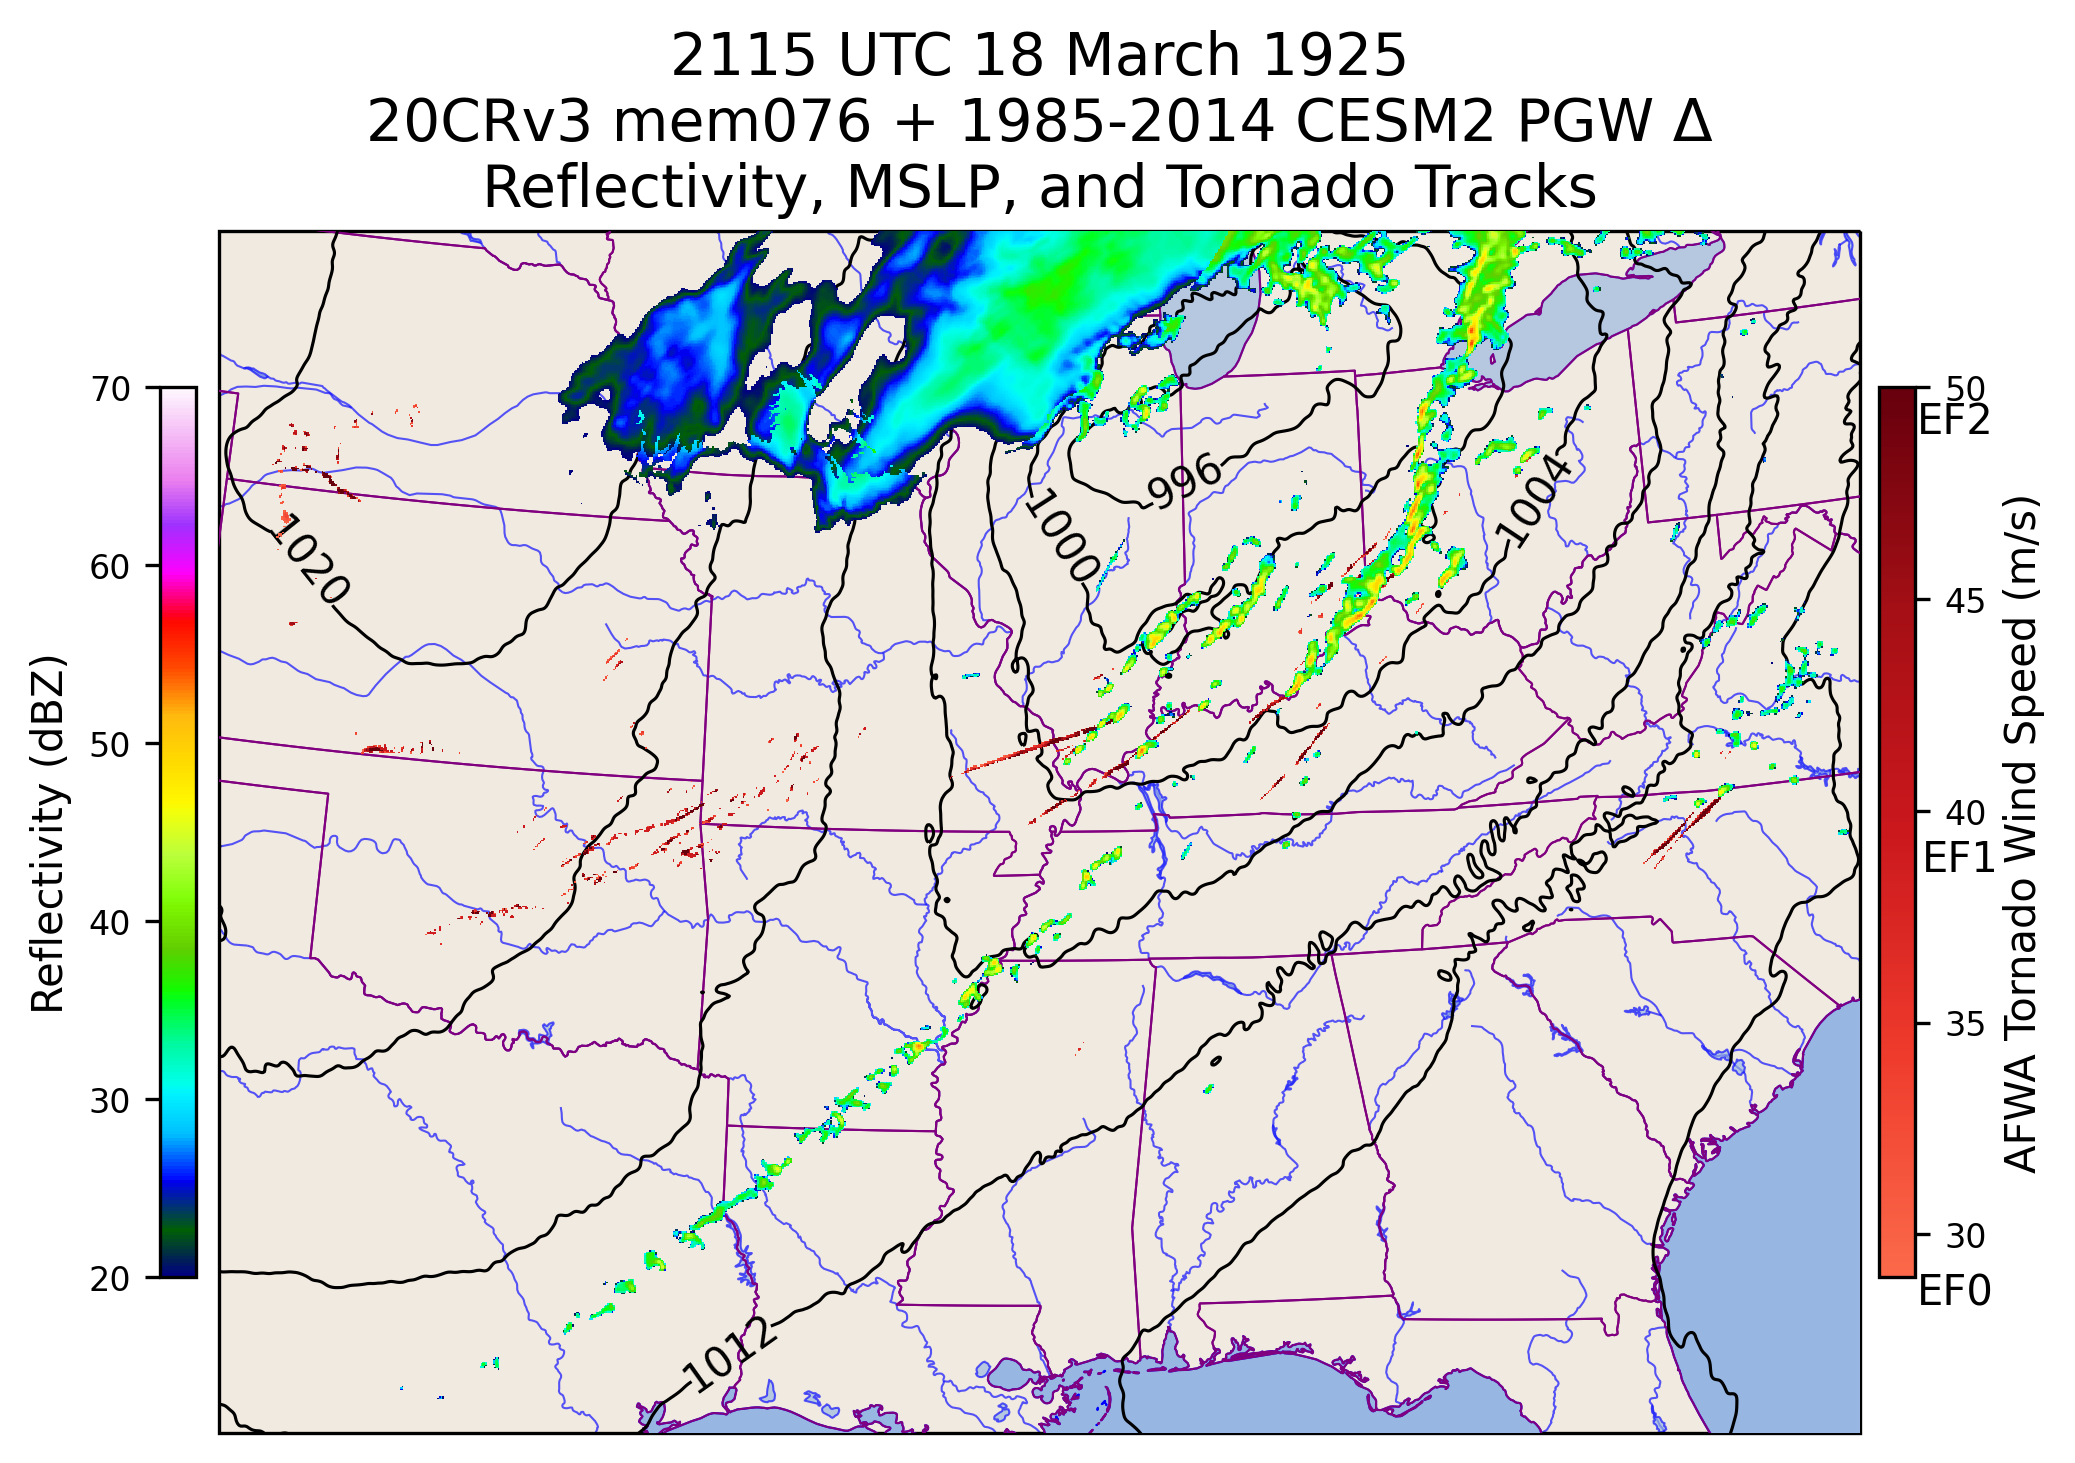 2115 UTC 18 March 1925
20CRv3 mem076 + 1985-2014 CESM2 PGW Δ
Reflectivity, MSLP, and Tornado Tracks
70
60
50
40
30
20
Reflectivity (dBZ)
1020
1000
996
1004
1012
50
EF2
45
40
EF1
35
30
EF0
AFWA Tornado Wind Speed (m/s)